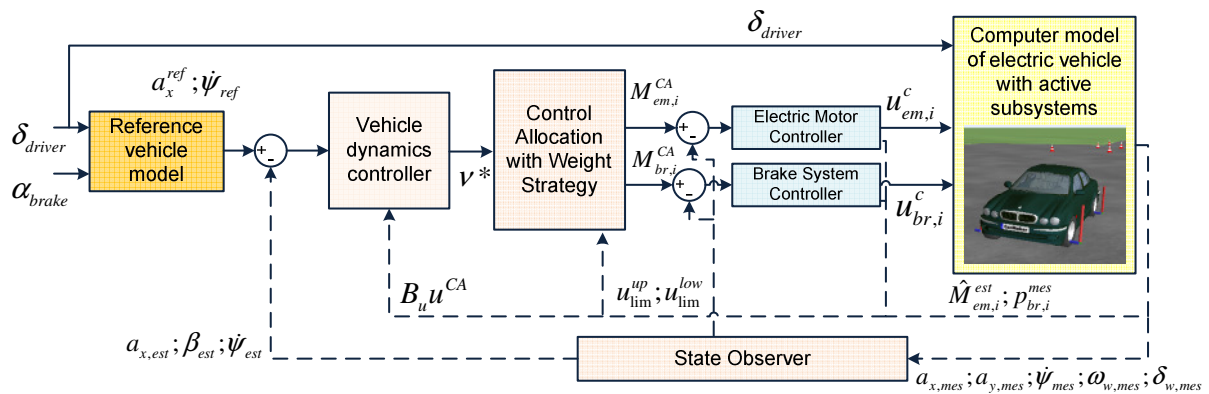 δ_driver
Computer model
of electric vehicle
with active
subsystems
a_x^ref ; ψ̇_ref
M_em,i^CA
u_em,i^c
Reference
vehicle
model
Vehicle
dynamics
controller
Control
Allocation
with Weight
Strategy
Electric Motor
Controller
δ_driver
+
-
+
-
M_br,i^CA
+
-
Brake System
Controller
ν*
α_brake
u_br,i^c
B_u u^CA
u_lim^up ; u_lim^low
M̂_em,i^est ; p_br,i^mes
a_x,est ; β_est ; ψ̇_est
State Observer
a_x,mes ; a_y,mes ; ψ̇_mes ; ω_w,mes ; δ_w,mes